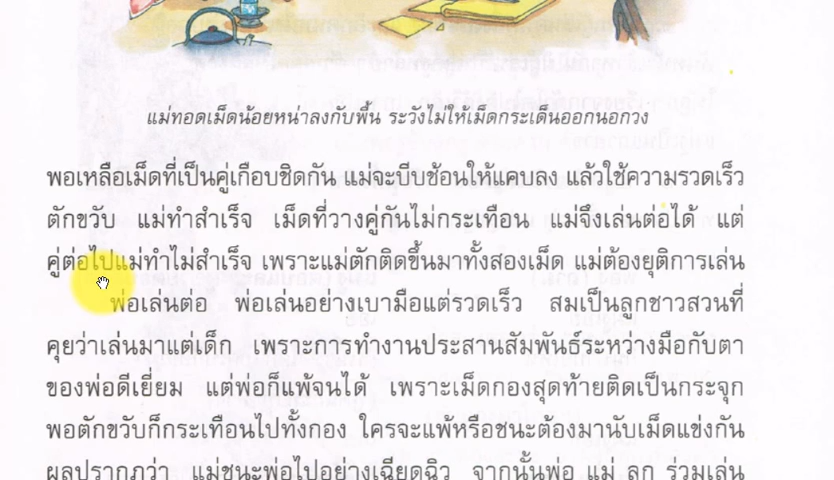 แม่ทอดเม็ดน้อยหน่าลงกับพื้น ระวังไม่ให้เม็ดกระเด็นออกนอกวง
พอเหลือเม็ดที่เป็นคู่เกือบชิดกัน แม่จะบีบช้อนให้แคบลง แล้วใช้ความรวดเร็ว
ตักขวับ แม่ทำสำเร็จ เม็ดที่วางคู่กันไม่กระเทือน แม่จึงเล่นต่อได้ แต่
คู่ต่อไปแม่ทำไม่สำเร็จ เพราะแม่ตักติดขึ้นมาทั้งสองเม็ด แม่ต้องยุติการเล่น
พ่อเล่นต่อ พ่อเล่นอย่างเบามือแต่รวดเร็ว สมเป็นลูกชาวสวนที่
คุยว่าเล่นมาแต่เด็ก เพราะการทำงานประสานสัมพันธ์ระหว่างมือกับตา
ของพ่อดีเยี่ยม แต่พ่อก็แพ้จนได้ เพราะเม็ดกองสุดท้ายติดเป็นกระจุก
พอตักขวับก็กระเทือนไปทั้งกอง ใครจะแพ้หรือชนะต้องมานับเม็ดแข่งกัน
ผลปรากฏว่า แม่ชนะพ่อไปอย่างเฉียดฉิว จากนั้นพ่อ แม่ ลูก ร่วมเล่น